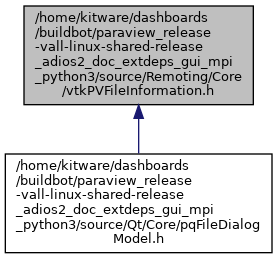 /home/kitware/dashboards
/buildbot/paraview_release
-vall-linux-shared-release
_adios2_doc_extdeps_gui_mpi
_python3/source/Remoting/Core
/vtkPVFileInformation.h
/home/kitware/dashboards
/buildbot/paraview_release
-vall-linux-shared-release
_adios2_doc_extdeps_gui_mpi
_python3/source/Qt/Core/pqFileDialog
Model.h